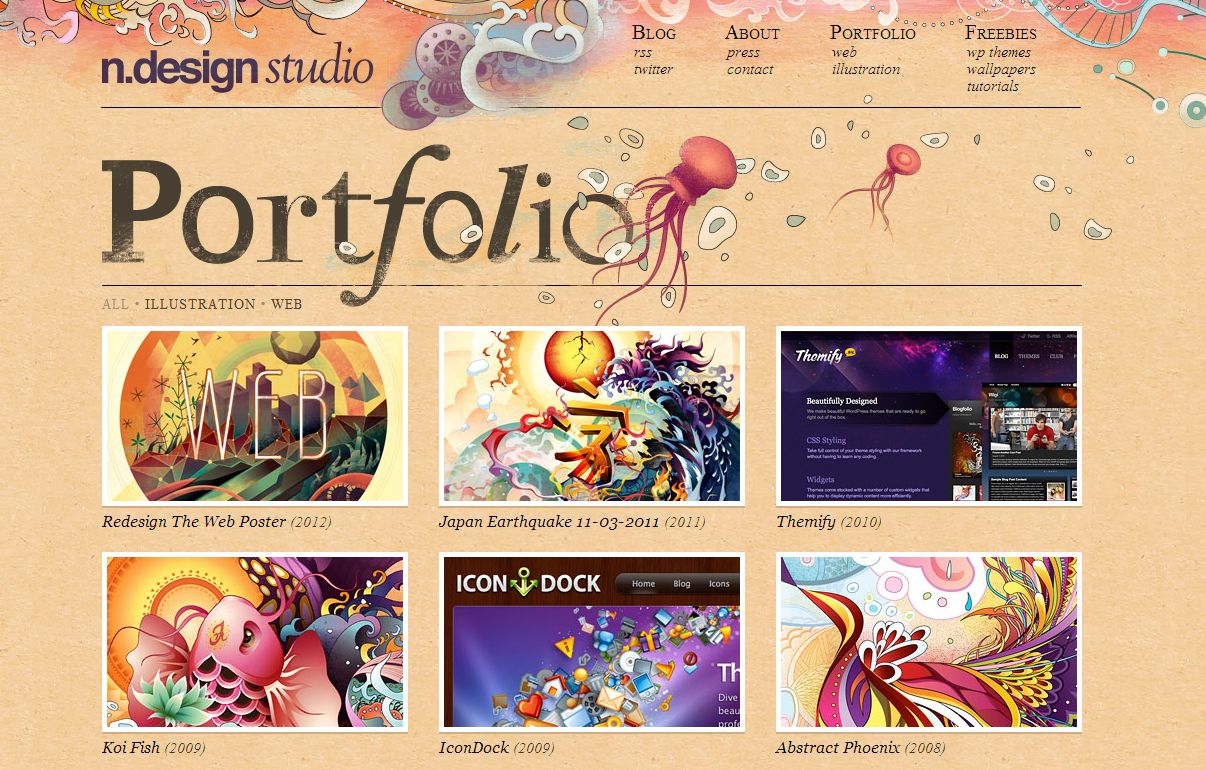 n.design studio
Blog
rss
twitter
About
press
contact
Portfolio
web
illustration
Freebies
wp themes
wallpapers
tutorials
Portfolio
ALL • ILLUSTRATION • WEB
WEB
Themify
Twitter
RSS
BLOG THEMES CLUB
Beautifully Designed
We make beautiful WordPress themes that are ready to go
right out of the box.
CSS Styling
Take full control of your theme styling with our framework
without having to learn any coding.
Widgets
Themes come stocked with a number of custom widgets that
help you to display dynamic content more efficiently.
Blogfolio
Wigi
Redesign The Web Poster
Japan Earthquake 11-03-2011 (2011)
Themify (2010)
ICON DOCK
Home Blog Icons
Th
Dive
beau
profe
Koi Fish (2009)
IconDock (2009)
Abstract Phoenix (2008)